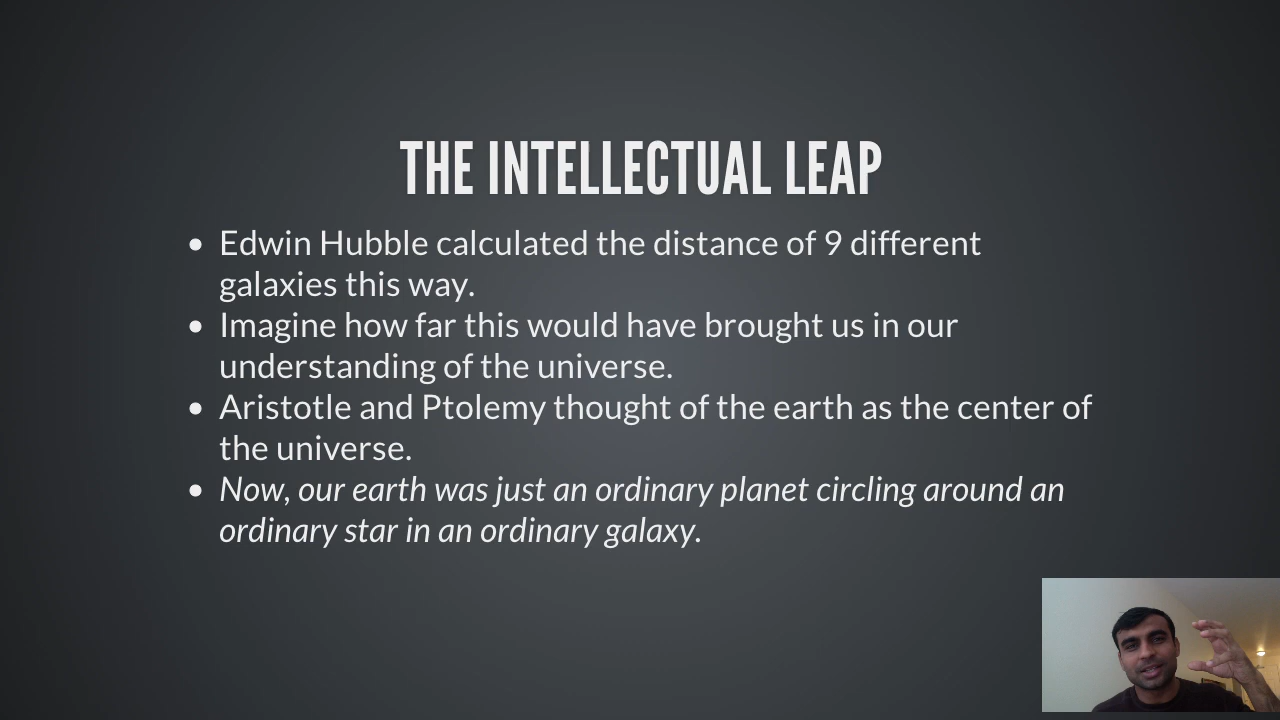 THE INTELLECTUAL LEAP
• Edwin Hubble calculated the distance of 9 different
galaxies this way.
• Imagine how far this would have brought us in our
understanding of the universe.
• Aristotle and Ptolemy thought of the earth as the center of
the universe.
• Now, our earth was just an ordinary planet circling around an
ordinary star in an ordinary galaxy.